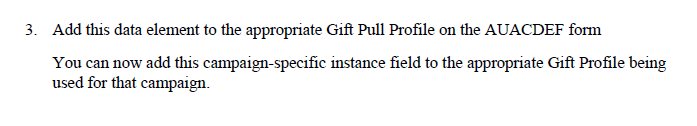 3. Add this data element to the appropriate Gift Pull Profile on the AUACDEF form
You can now add this campaign-specific instance field to the appropriate Gift Profile being
used for that campaign.